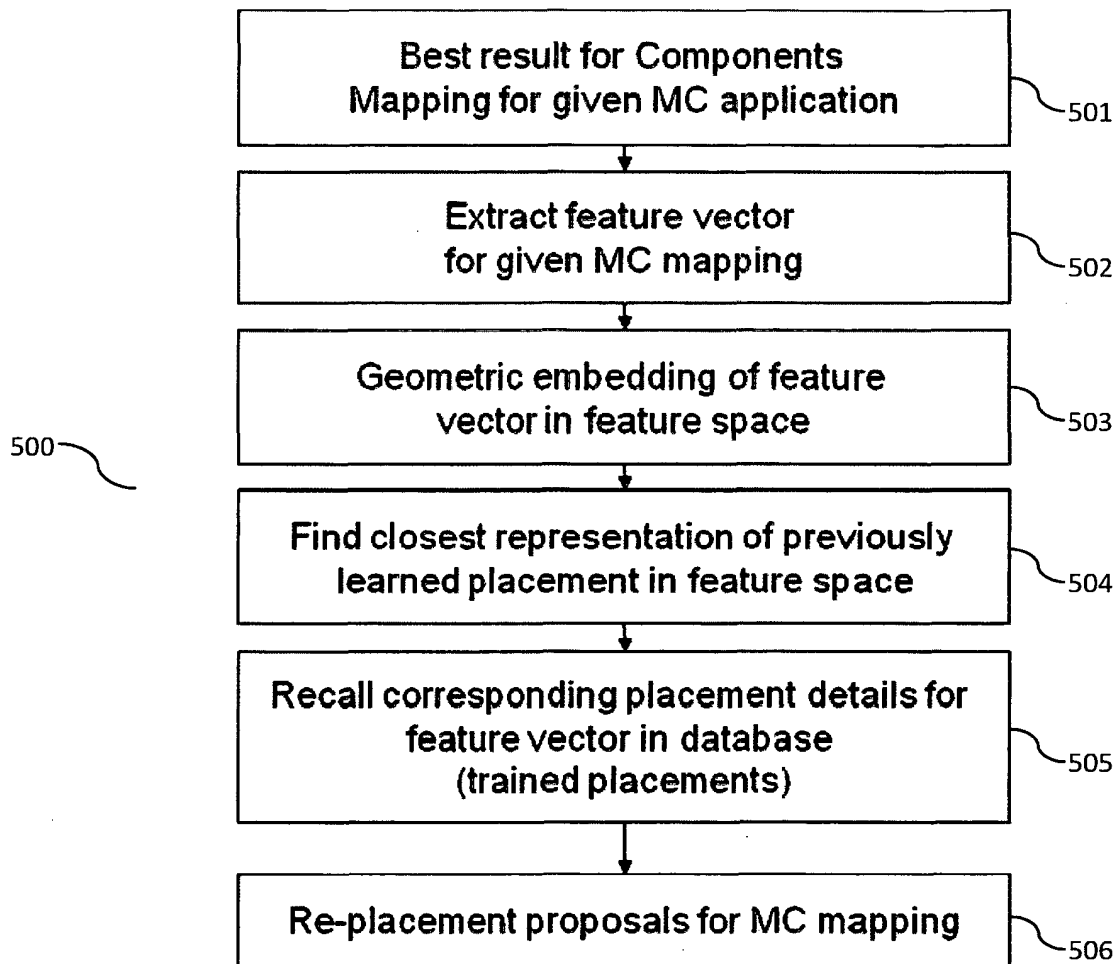 Best result for Components
Mapping for given MC application
501
Extract feature vector
for given MC mapping
502
Geometric embedding of feature
vector in feature space
503
500
Find closest representation of previously
learned placement in feature space
504
Recall corresponding placement details for
feature vector in database
(trained placements)
505
Re-placement proposals for MC mapping
506